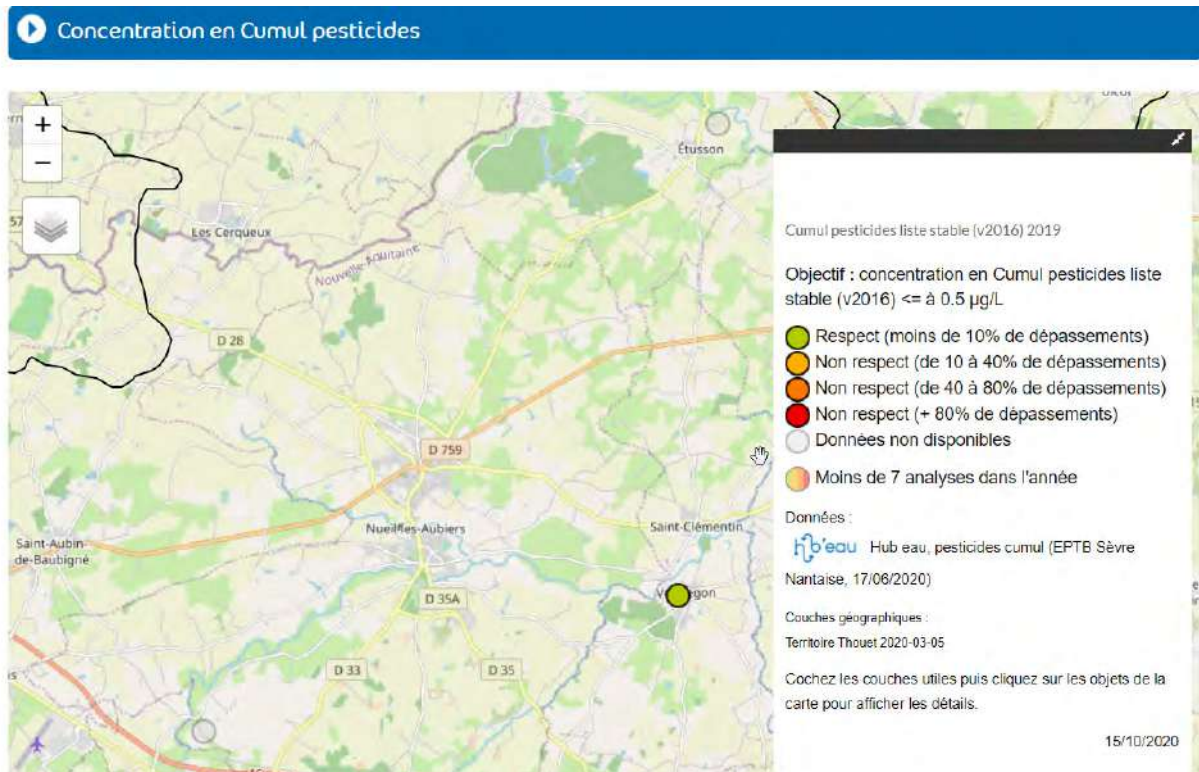 Concentration en Cumul pesticides
+
−
Étusson
57
Les Cerqueux
Nouvelle-Aquitaine
D 28
D 759
Saint-Aubin-
de-Baubigné
Nueil-les-Aubiers
Saint-Clémentin
D 35A
D 33
D 35
Cumul pesticides liste stable (v2016) 2019
Objectif : concentration en Cumul pesticides liste
stable (v2016) <= à 0.5 µg/L
Respect (moins de 10% de dépassements)
Non respect (de 10 à 40% de dépassements)
Non respect (de 40 à 80% de dépassements)
Non respect (+ 80% de dépassements)
Données non disponibles
Moins de 7 analyses dans l'année
Données :
h b'eau Hub eau, pesticides cumul (EPTB Sèvre
Nantaise, 17/06/2020)
Couches géographiques :
Territoire Thouet 2020-03-05
Cochez les couches utiles puis cliquez sur les objets de la
carte pour afficher les détails.
15/10/2020